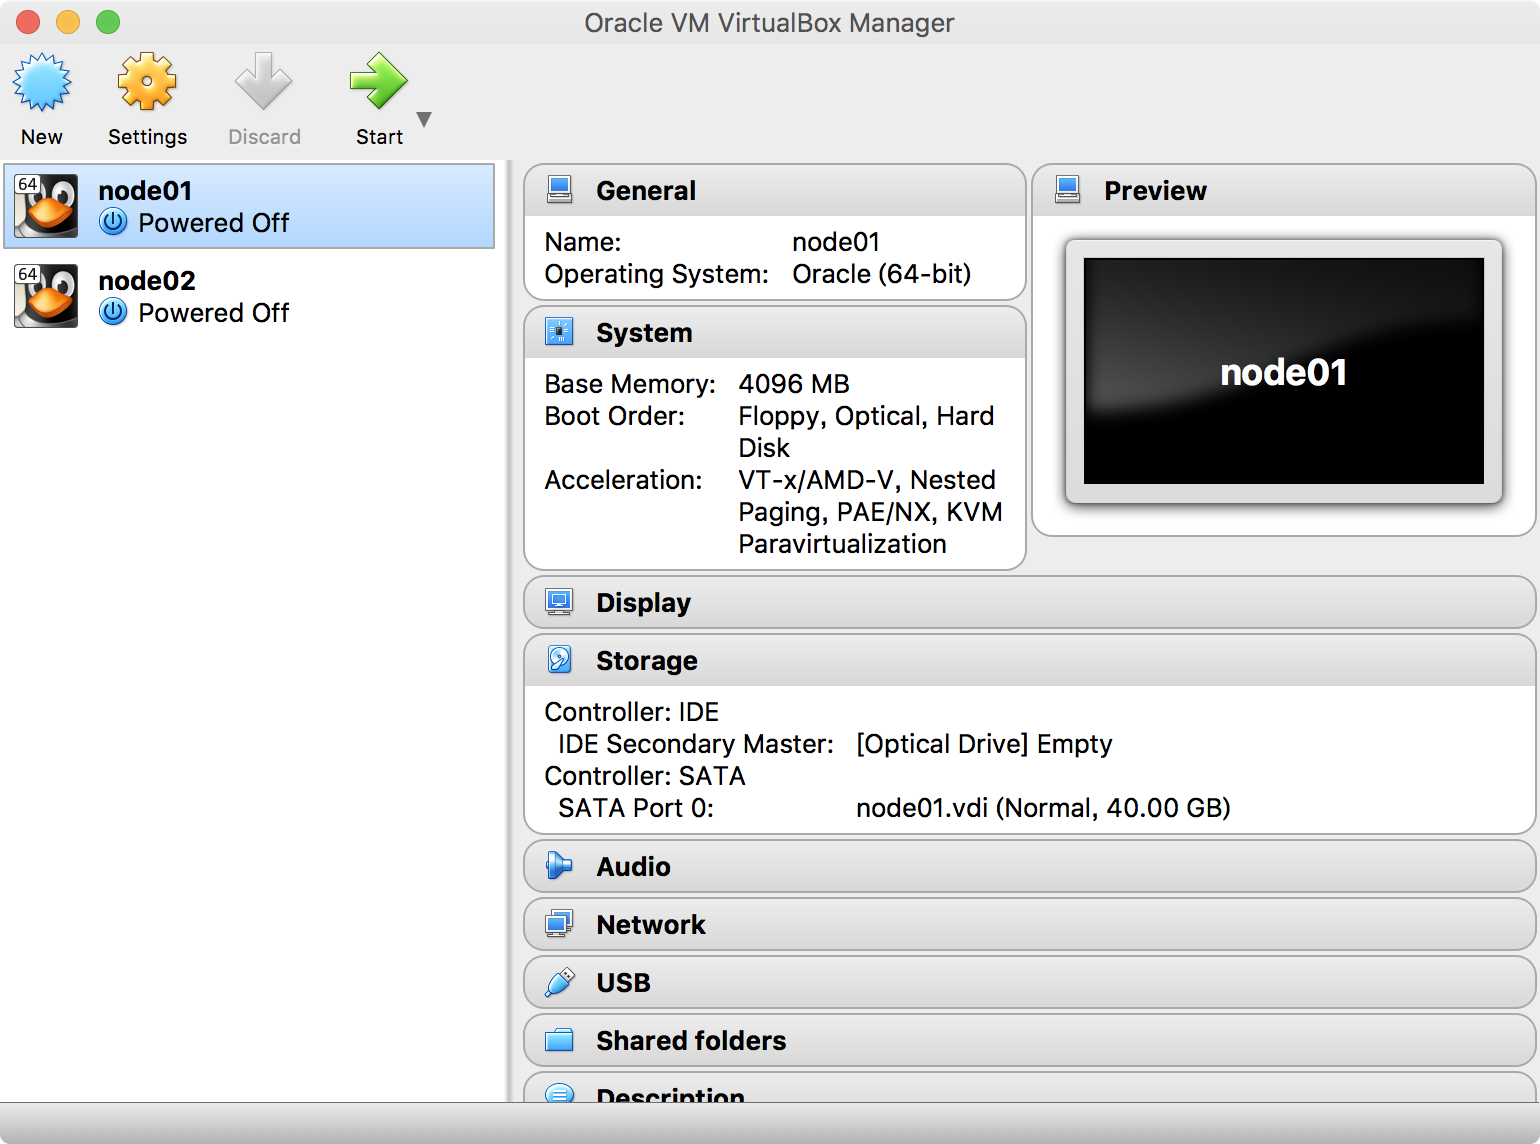 Oracle VM VirtualBox Manager
New
Settings
Discard
Start
64
node01
Powered Off
64
node02
Powered Off
General
Name: node01
Operating System: Oracle (64-bit)
System
Base Memory: 4096 MB
Boot Order: Floppy, Optical, Hard
Disk
Acceleration: VT-x/AMD-V, Nested
Paging, PAE/NX, KVM
Paravirtualization
Preview
node01
Display
Storage
Controller: IDE
IDE Secondary Master: [Optical Drive] Empty
Controller: SATA
SATA Port 0: node01.vdi (Normal, 40.00 GB)
Audio
Network
USB
Shared folders
Description